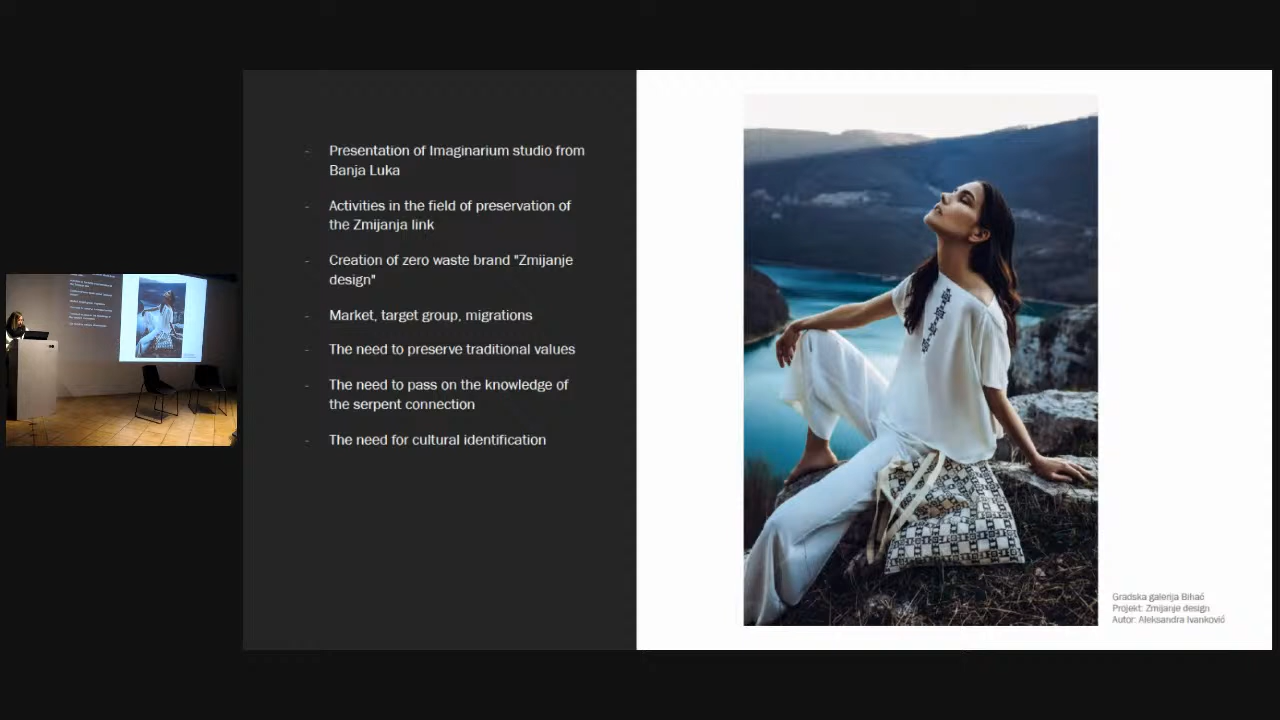 - Presentation of Imaginarium studio from
Banja Luka
- Activities in the field of preservation of
the Zmijanja link
- Creation of zero waste brand "Zmijanje
design"
- Market, target group, migrations
- The need to preserve traditional values
- The need to pass on the knowledge of
the serpent connection
- The need for cultural identification
Gradska galerija Bihać
Projekt: Zmijanje design
Autor: Aleksandra Ivanković